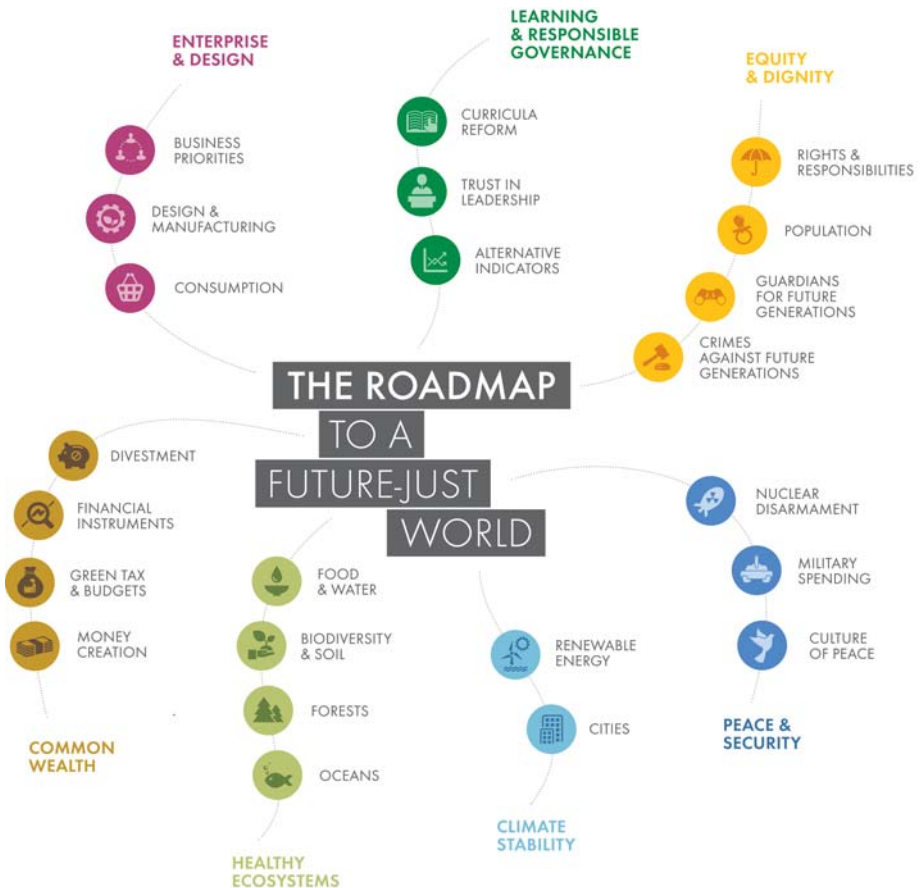 ENTERPRISE
& DESIGN
BUSINESS
PRIORITIES
DESIGN &
MANUFACTURING
CONSUMPTION
LEARNING
& RESPONSIBLE
GOVERNANCE
CURRICULA
REFORM
TRUST IN
LEADERSHIP
ALTERNATIVE
INDICATORS
EQUITY
& DIGNITY
RIGHTS &
RESPONSIBILITIES
POPULATION
GUARDIANS
FOR FUTURE
GENERATIONS
CRIMES
AGAINST FUTURE
GENERATIONS
THE ROADMAP
TO A
FUTURE-JUST
WORLD
DIVESTMENT
FINANCIAL
INSTRUMENTS
GREEN TAX
& BUDGETS
MONEY
CREATION
COMMON
WEALTH
FOOD
& WATER
BIODIVERSITY
& SOIL
FORESTS
OCEANS
HEALTHY
ECOSYSTEMS
RENEWABLE
ENERGY
CITIES
CLIMATE
STABILITY
NUCLEAR
DISARMAMENT
MILITARY
SPENDING
CULTURE
OF PEACE
PEACE &
SECURITY